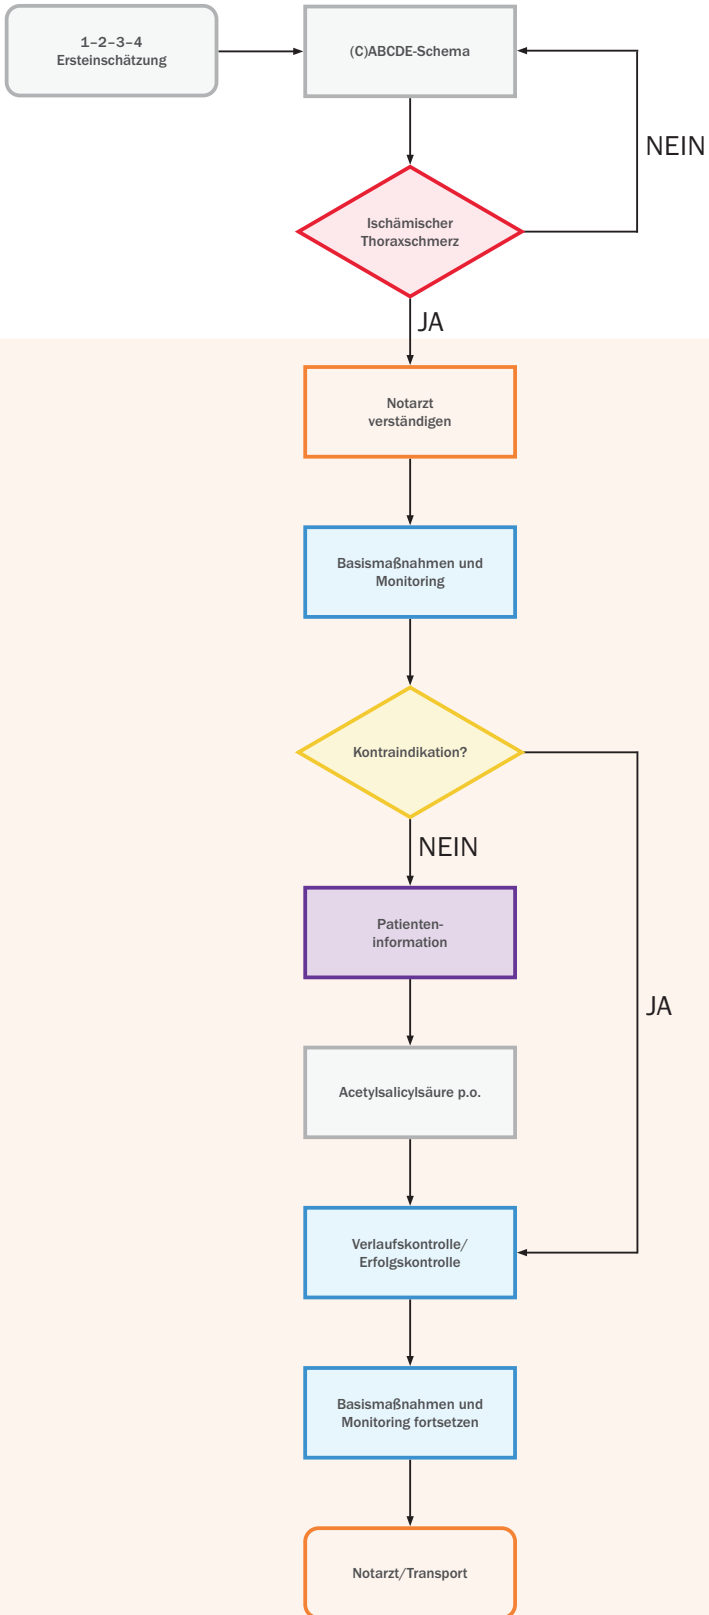 1–2–3–4
Ersteinschätzung
(C)ABCDE-Schema
NEIN
Ischämischer
Thoraxschmerz
JA
Notarzt
verständigen
Basismaßnahmen und
Monitoring
Kontraindikation?
NEIN
Patienten-
information
JA
Acetylsalicylsäure p.o.
Verlaufskontrolle/
Erfolgskontrolle
Basismaßnahmen und
Monitoring fortsetzen
Notarzt/Transport